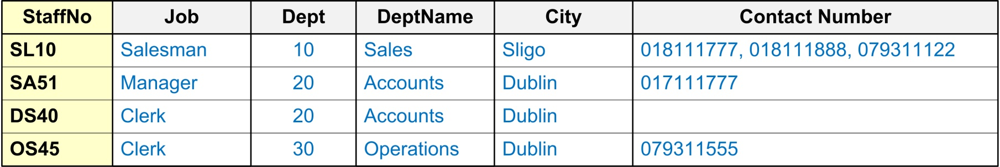 StaffNo Job Dept DeptName City Contact Number
SL10 Salesman 10 Sales Sligo 018111777, 018111888, 079311122
SA51 Manager 20 Accounts Dublin 017111777
DS40 Clerk 20 Accounts Dublin
OS45 Clerk 30 Operations Dublin 079311555